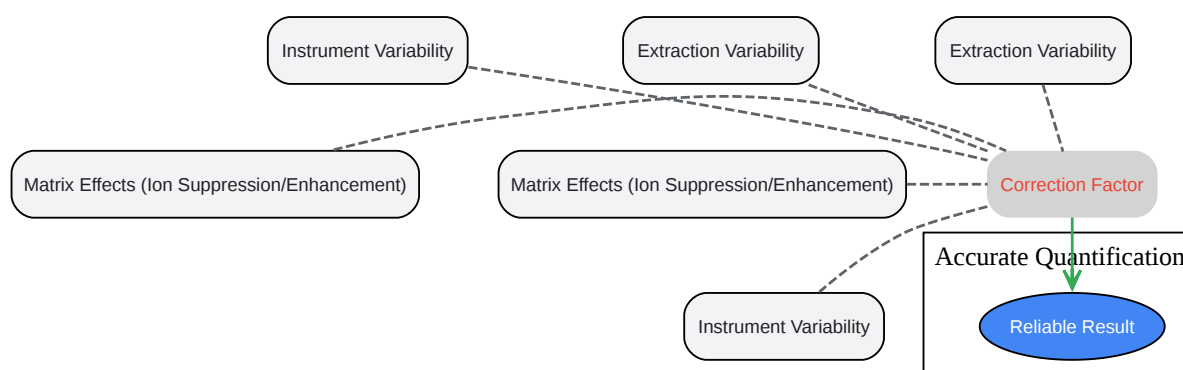 Instrument Variability
Extraction Variability
Extraction Variability
Matrix Effects (Ion Suppression/Enhancement)
Matrix Effects (Ion Suppression/Enhancement)
Correction Factor
Accurate Quantification
Instrument Variability
Reliable Result